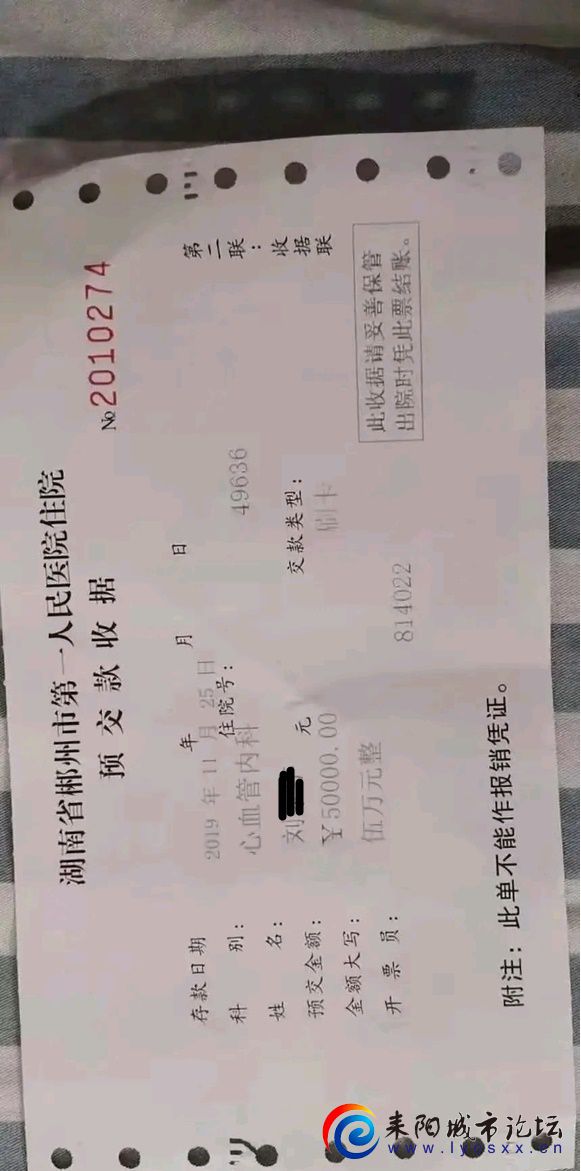 湖南省郴州市第一人民医院住院
预交款收据
№ 2010274
第二联：收据联
存款日期 年 月 日
2019 年 11 月 25 日
科 别： 心血管内科 住院号： 49636
姓 名： 刘
预交金额： ￥50000.00 元 交款类型： 刷卡
金额大写： 伍万元整
开 票 员： 814022
此收据请妥善保管
出院时凭此票结账。
附注：此单不能作报销凭证。
耒阳城市论坛
www.lysxx.cn